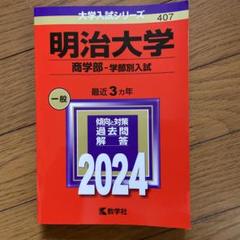 大学入試シリーズ
407
明治大学
商学部-学部別入試
一般
最近3カ年
傾向と対策
過去問
解答
2024
教学社